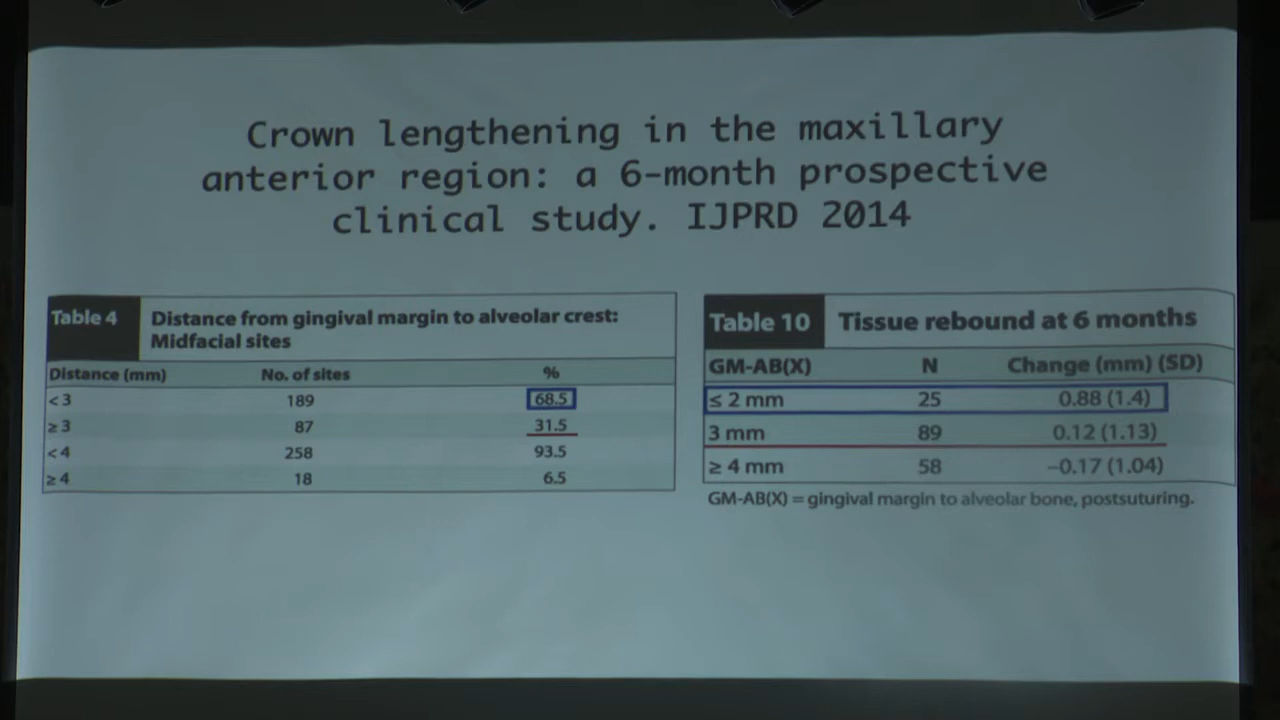 Crown lengthening in the maxillary
anterior region: a 6-month prospective
clinical study. IJPRD 2014
Table 4 Distance from gingival margin to alveolar crest:
Midfacial sites
Distance (mm) No. of sites %
< 3 189 68.5
≥ 3 87 31.5
< 4 258 93.5
≥ 4 18 6.5
Table 10 Tissue rebound at 6 months
GM-AB(X) N Change (mm) (SD)
≤ 2 mm 25 0.88 (1.4)
3 mm 89 0.12 (1.13)
≥ 4 mm 58 –0.17 (1.04)
GM-AB(X) = gingival margin to alveolar bone, postsuturing.